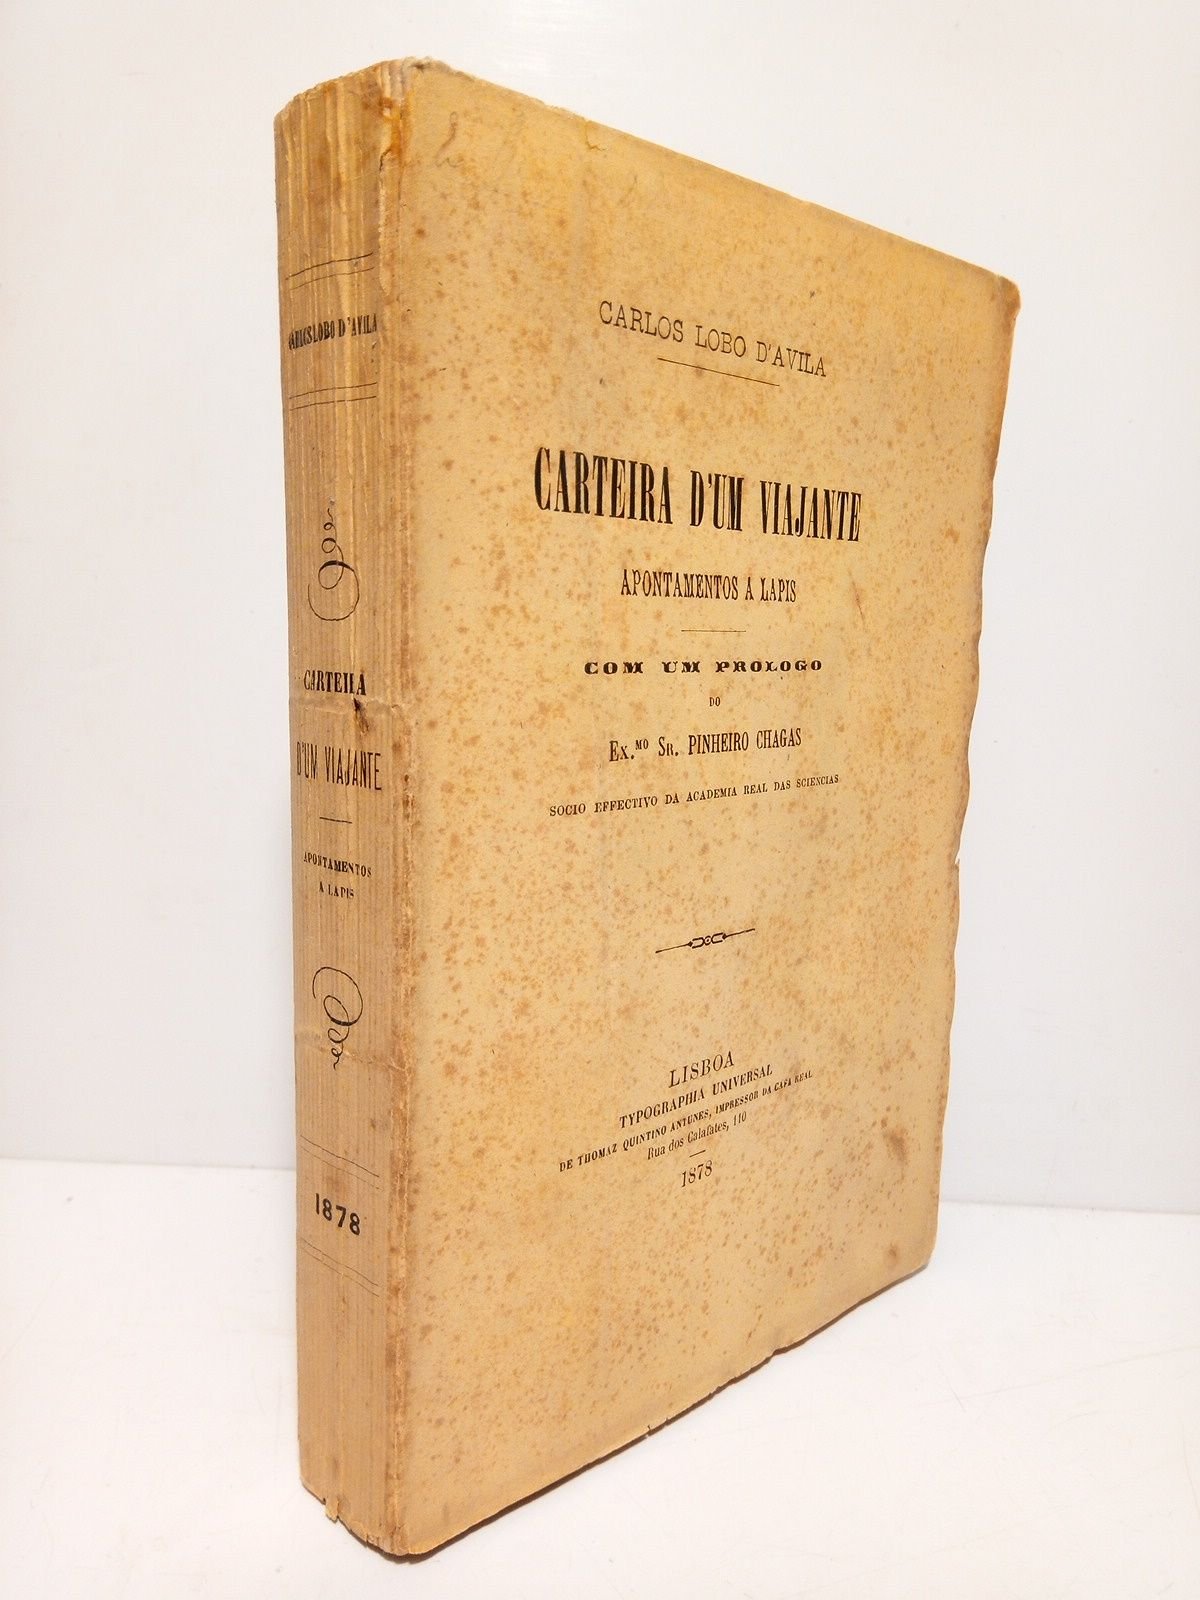 CARLOS LOBO D'AVILA
CARTEIRA
D'UM VIAJANTE
APONTAMENTOS
A LAPIS
1878
CARLOS LOBO D'AVILA
CARTEIRA D'UM VIAJANTE
APONTAMENTOS A LAPIS
COM UM PROLOGO
DO
EX.MO SR. PINHEIRO CHAGAS
SOCIO EFFECTIVO DA ACADEMIA REAL DAS SCIENCIAS
LISBOA
TYPOGRAPHIA UNIVERSAL
DE THOMAZ QUINTINO ANTUNES, IMPRESSOR DA CASA REAL
Rua dos Calafates, 110
1878